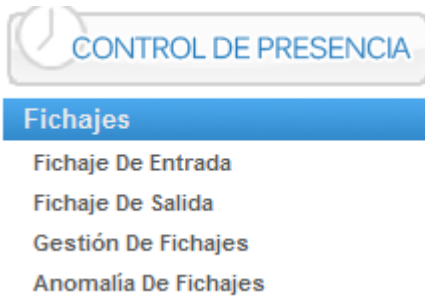 CONTROL DE PRESENCIA
Fichajes
Fichaje De Entrada
Fichaje De Salida
Gestión De Fichajes
Anomalía De Fichajes